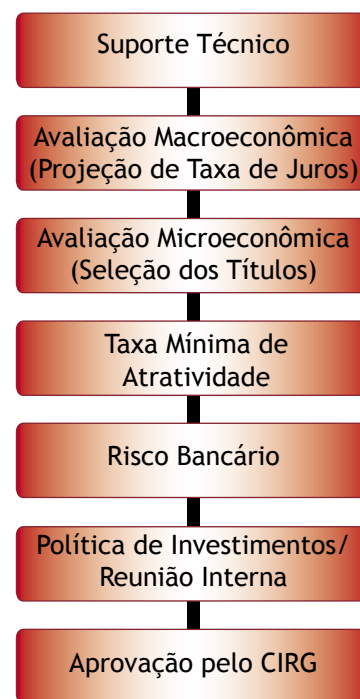 Suporte Técnico
Avaliação Macroeconômica
(Projeção de Taxa de Juros)
Avaliação Microeconômica
(Seleção dos Títulos)
Taxa Mínima de
Atratividade
Risco Bancário
Política de Investimentos/
Reunião Interna
Aprovação pelo CIRG